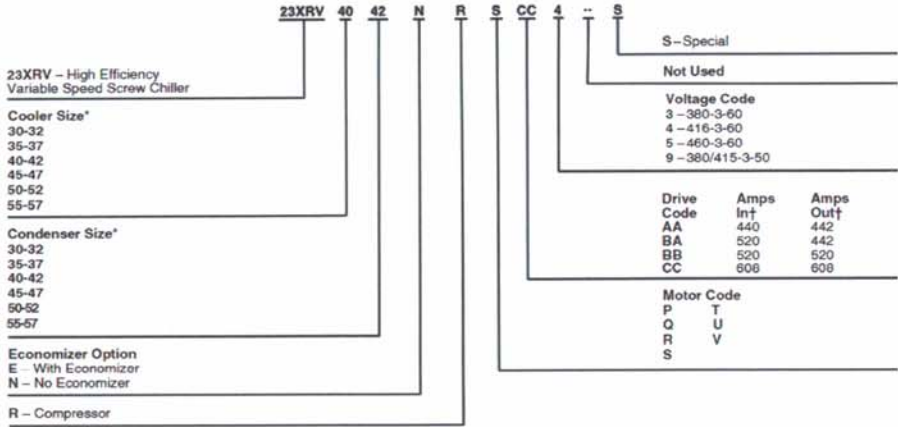 23XRV 40 42 N R S CC 4 -- S
23XRV – High Efficiency
Variable Speed Screw Chiller
Cooler Size*
30-32
35-37
40-42
45-47
50-52
55-57
Condenser Size*
30-32
35-37
40-42
45-47
50-52
55-57
Economizer Option
E – With Economizer
N – No Economizer
R – Compressor
S–Special
Not Used
Voltage Code
3 –380-3-60
4 –416-3-60
5 –460-3-60
9 –380/415-3-50
Drive Amps Amps
Code In† Out†
AA 440 442
BA 520 442
BB 520 520
CC 608 608
Motor Code
P T
Q U
R V
S